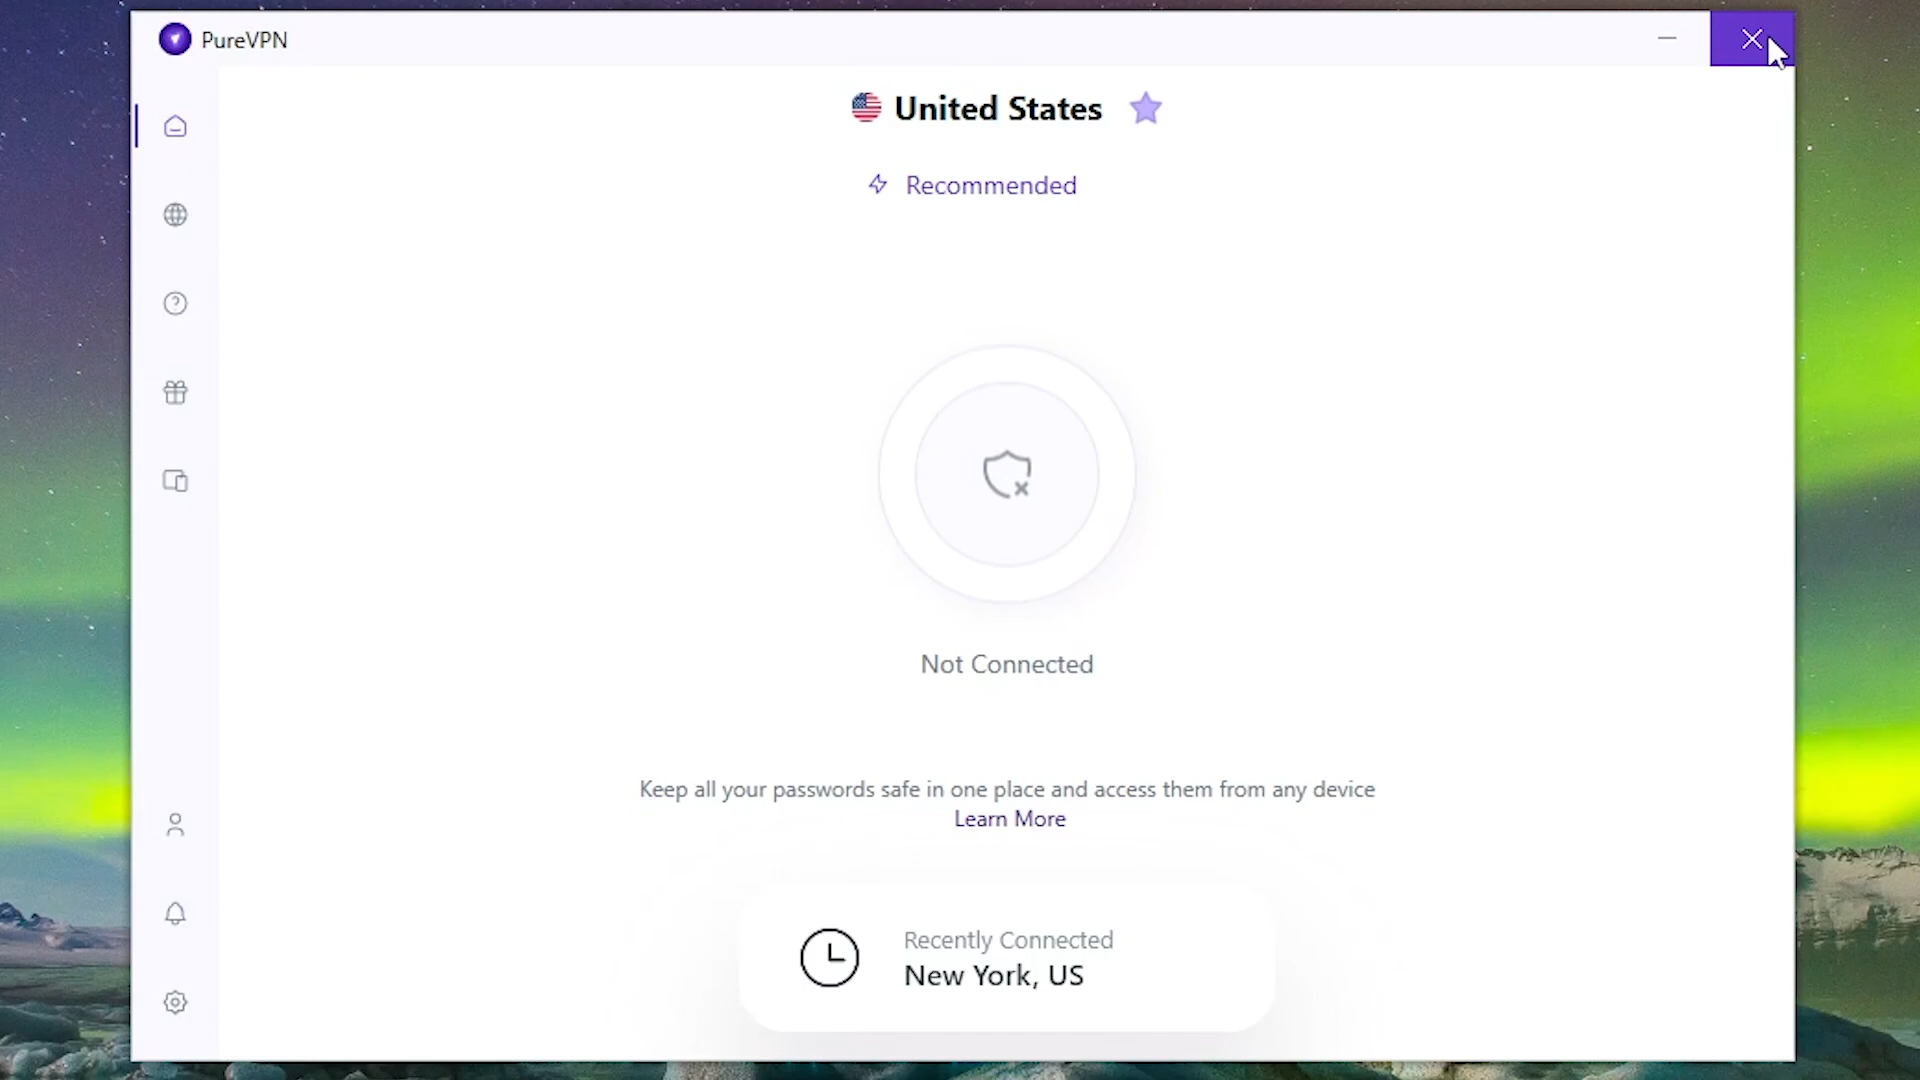 PureVPN
United States
Recommended
Not Connected
Keep all your passwords safe in one place and access them from any device
Learn More
Recently Connected
New York, US